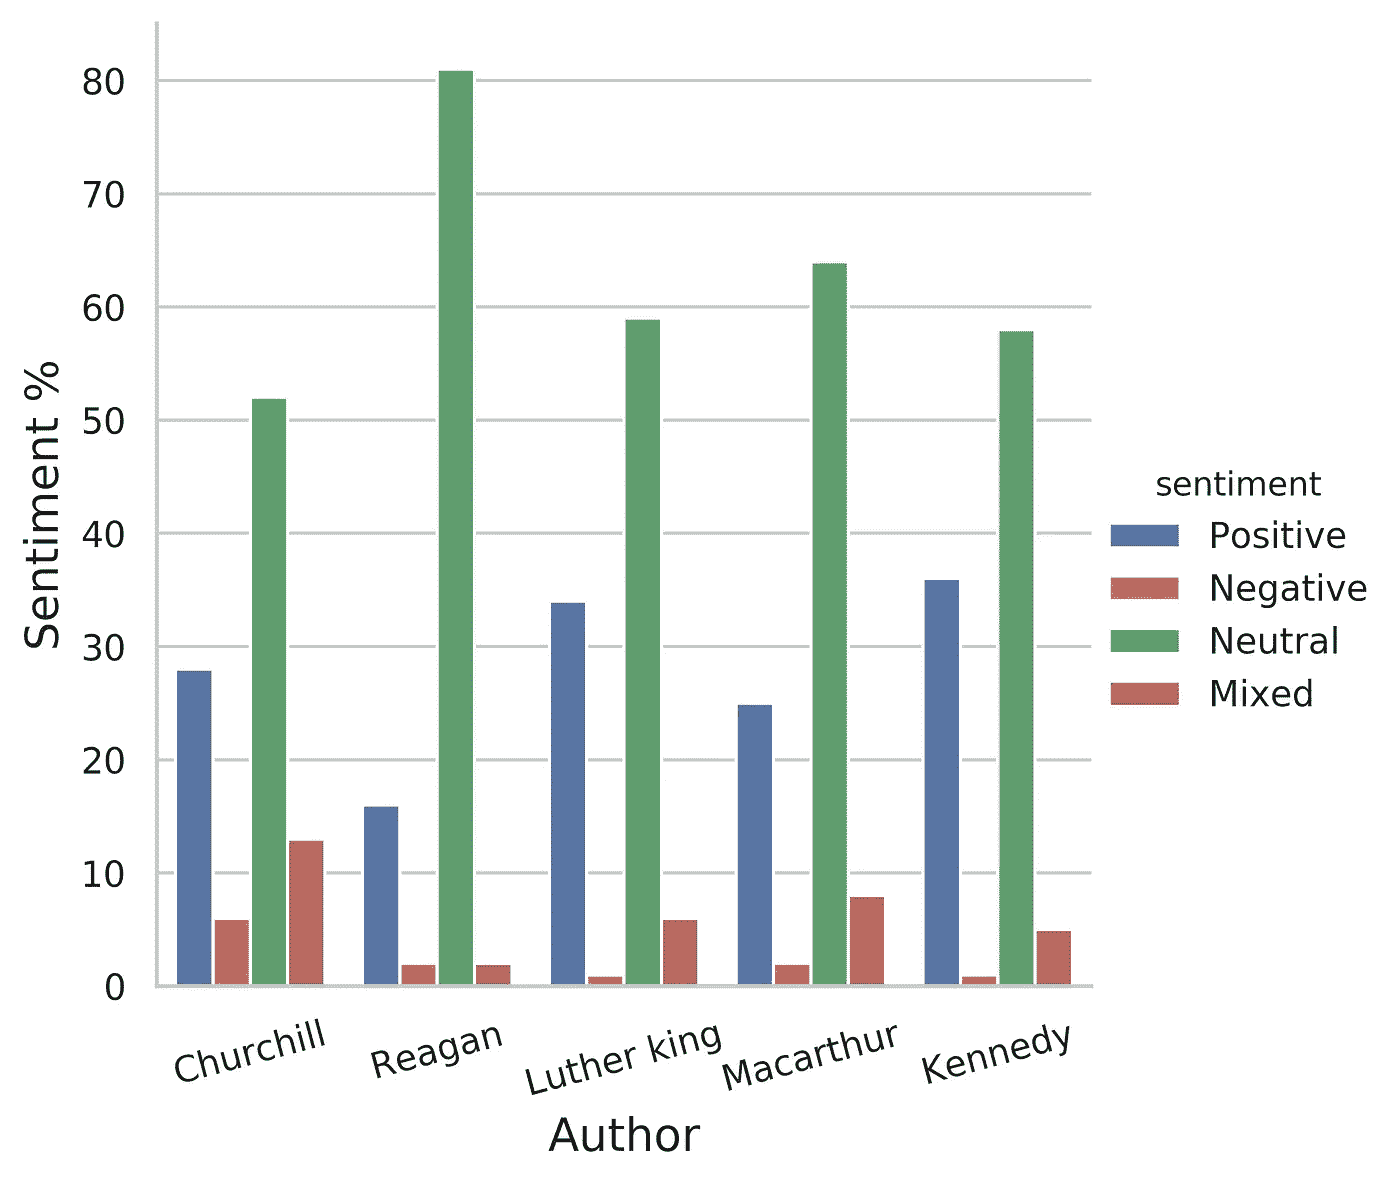 80
70
60
50
40
30
20
10
0
Sentiment %
Churchill
Reagan
Luther king
Macarthur
Kennedy
Author
sentiment
Positive
Negative
Neutral
Mixed